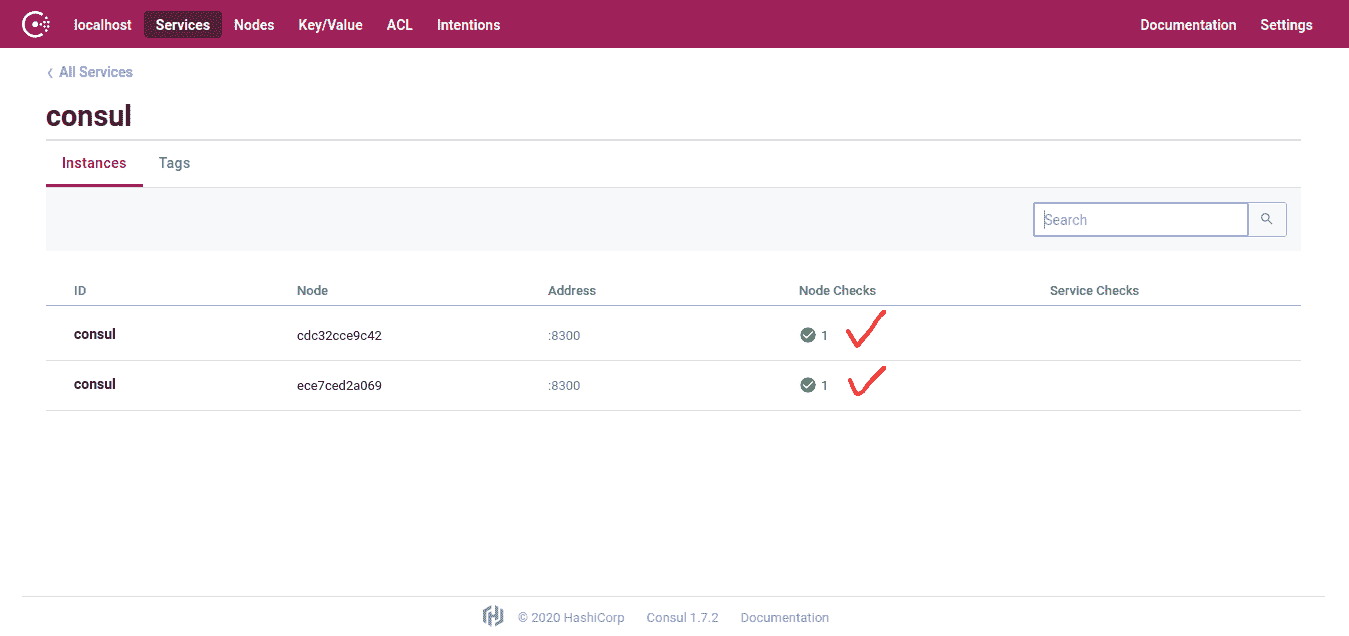 localhost Services Nodes Key/Value ACL Intentions Documentation Settings
All Services
consul
Instances Tags
Search
ID Node Address Node Checks Service Checks
consul cdc32cce9c42 :8300 1
consul ece7ced2a069 :8300 1
© 2020 HashiCorp Consul 1.7.2 Documentation